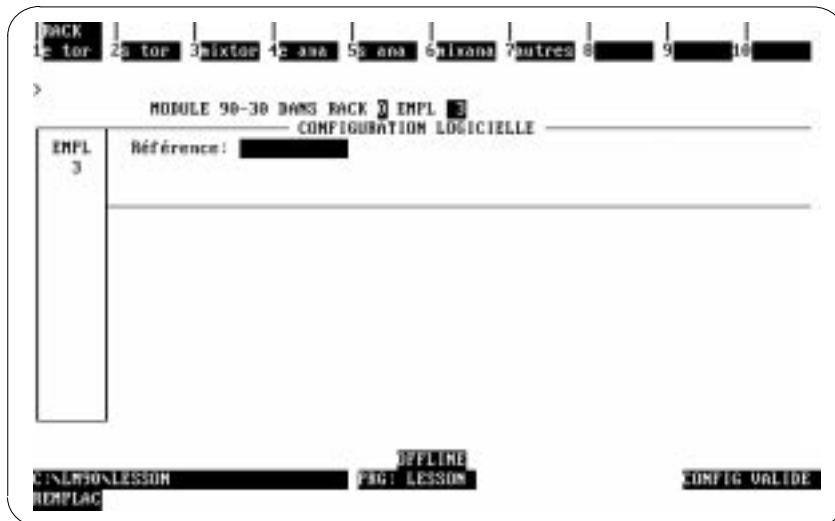 RACK
1e tor 2s tor 3mixtor 4e ana 5s ana 6mixana 7autres 8 9 10
>
MODULE 90-30 DANS RACK 0 EMPL 3
CONFIGURATION LOGICIELLE
EMPL Référence:
3
OFFLINE
C:\LM90\LESSON PRG: LESSON CONFIG VALIDE
REMPLAC